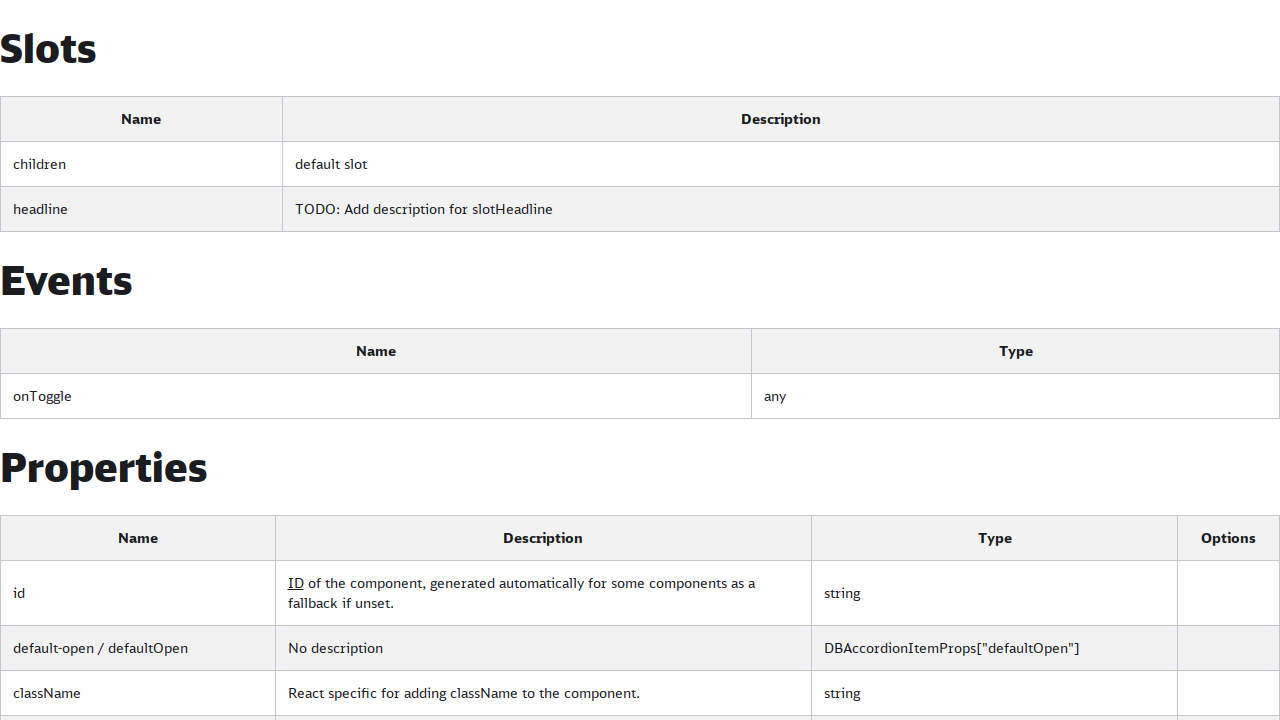 Slots
Name Description
children default slot
headline TODO: Add description for slotHeadline
Events
Name Type
onToggle any
Properties
Name Description Type Options
id ID of the component, generated automatically for some components as a fallback if unset. string
default-open / defaultOpen No description DBAccordionItemProps["defaultOpen"]
className React specific for adding className to the component. string